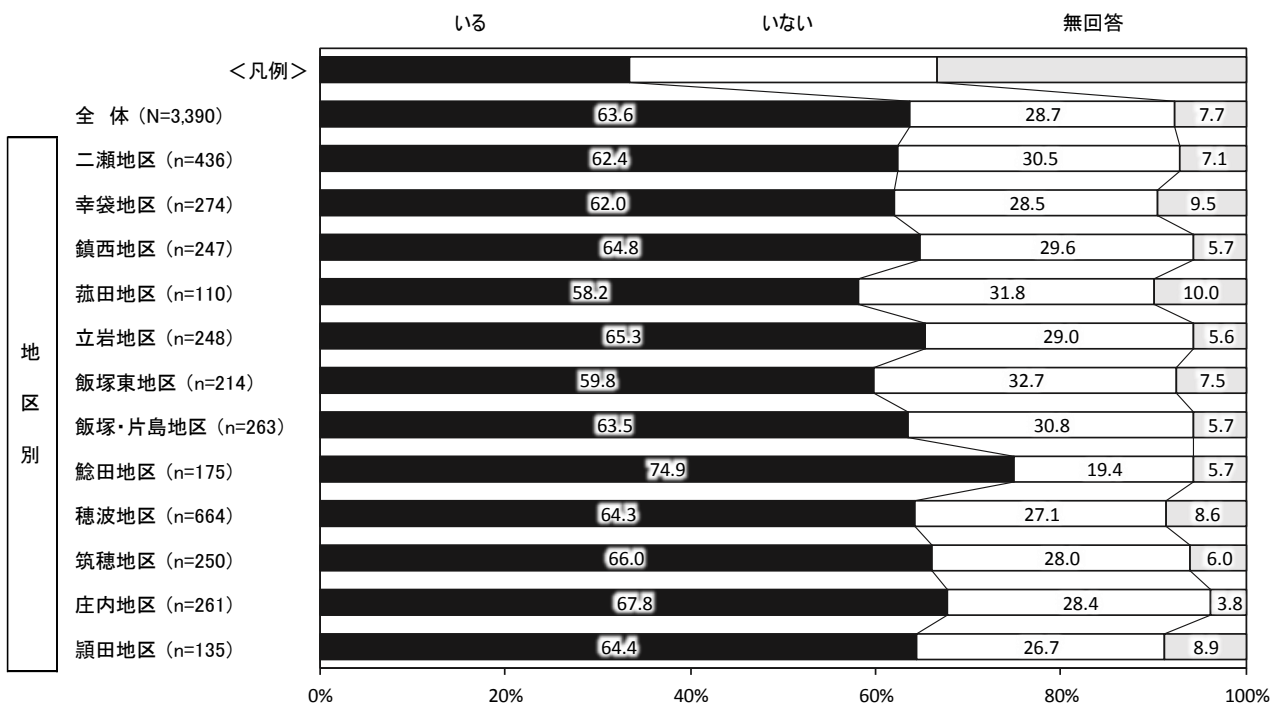 いる いない 無回答
＜凡例＞
全 体 (N=3,390) 63.6 28.7 7.7
地区別
二瀬地区 (n=436) 62.4 30.5 7.1
幸袋地区 (n=274) 62.0 28.5 9.5
鎮西地区 (n=247) 64.8 29.6 5.7
菰田地区 (n=110) 58.2 31.8 10.0
立岩地区 (n=248) 65.3 29.0 5.6
飯塚東地区 (n=214) 59.8 32.7 7.5
飯塚・片島地区 (n=263) 63.5 30.8 5.7
鯰田地区 (n=175) 74.9 19.4 5.7
穂波地区 (n=664) 64.3 27.1 8.6
筑穂地区 (n=250) 66.0 28.0 6.0
庄内地区 (n=261) 67.8 28.4 3.8
頴田地区 (n=135) 64.4 26.7 8.9
0% 20% 40% 60% 80% 100%